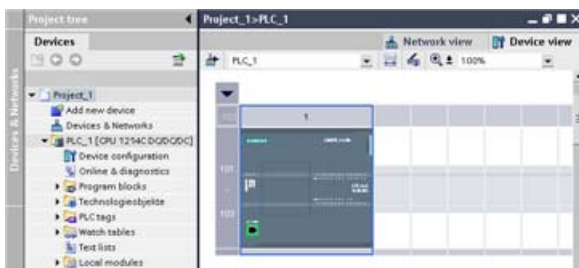 Project tree
Devices
Devices & Networks
Project_1
Add new device
Devices & Networks
PLC_1 [CPU 1214C DC/DC/DC]
Device configuration
Online & diagnostics
Program blocks
Technologieobjekte
PLC tags
Watch tables
Text lists
Local modules
Project_1>PLC_1
Network view
Device view
PLC_1
100%
1
101
103